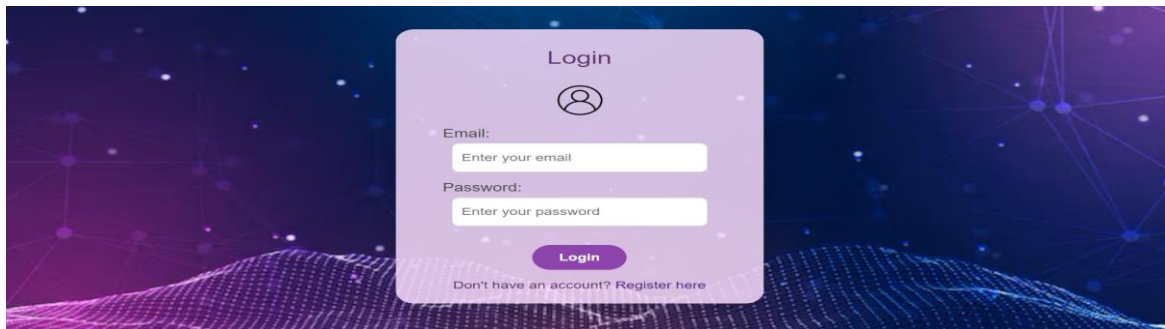 Login
Email:
Enter your email
Password:
Enter your password
Login
Don't have an account? Register here